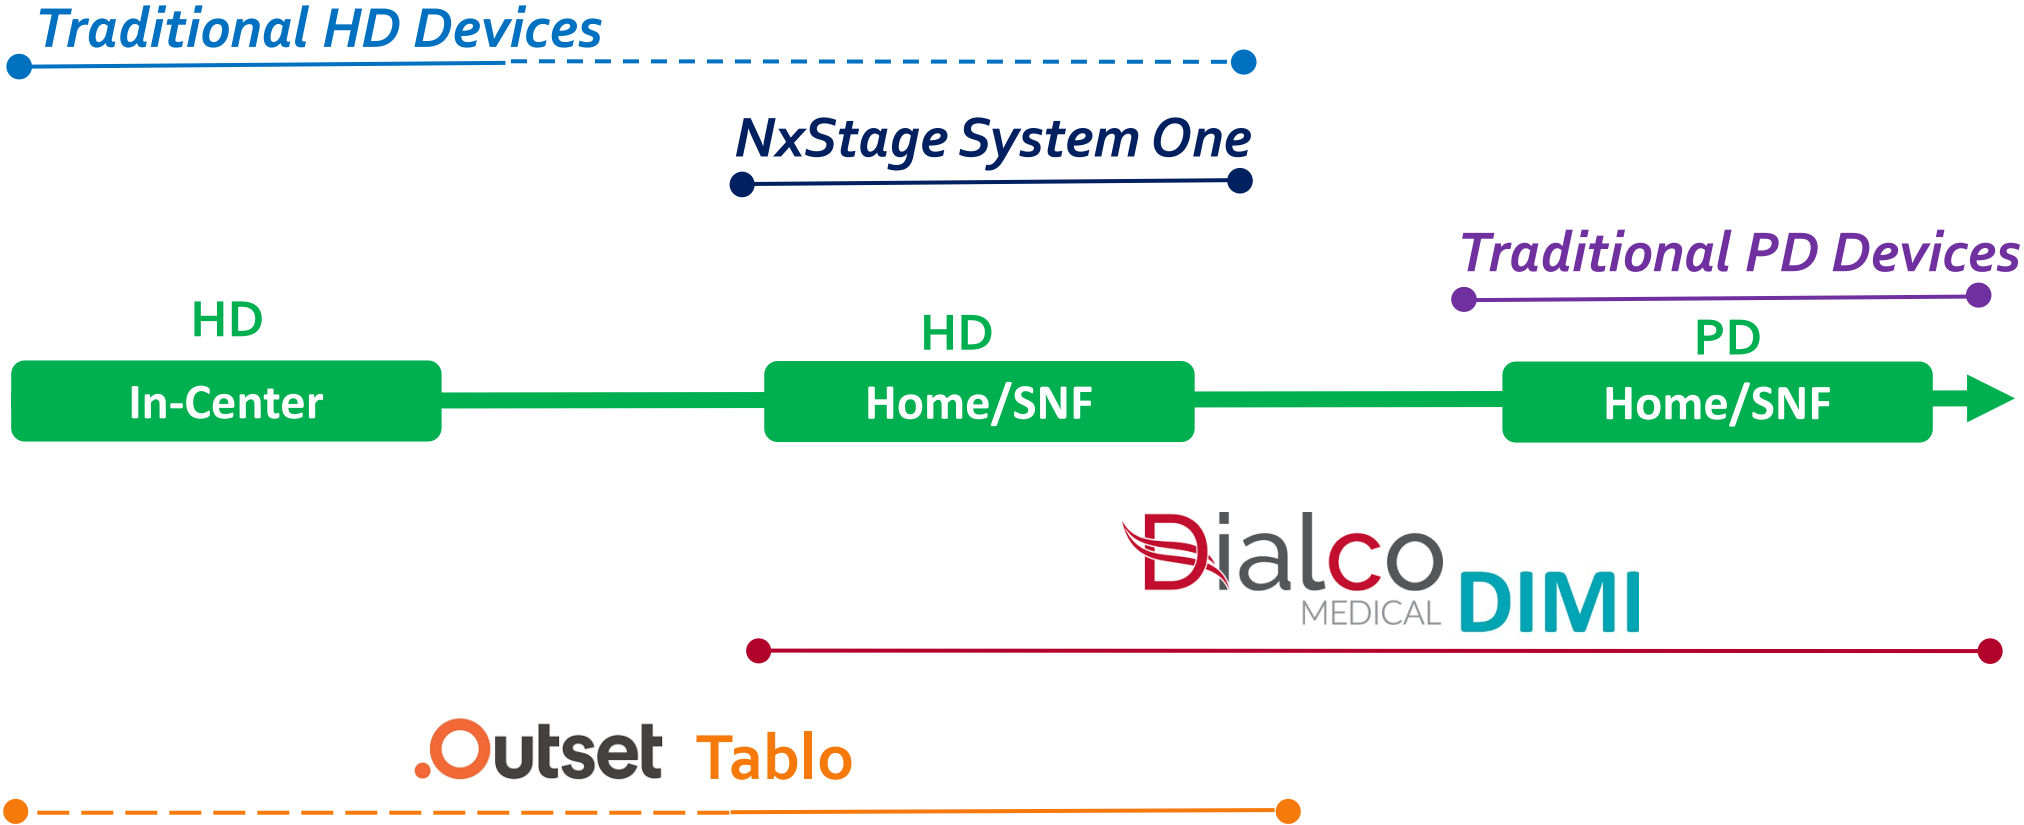 Traditional HD Devices
NxStage System One
Traditional PD Devices
HD
HD
PD
In-Center
Home/SNF
Home/SNF
Dialco
MEDICAL
DIMI
Outset Tablo